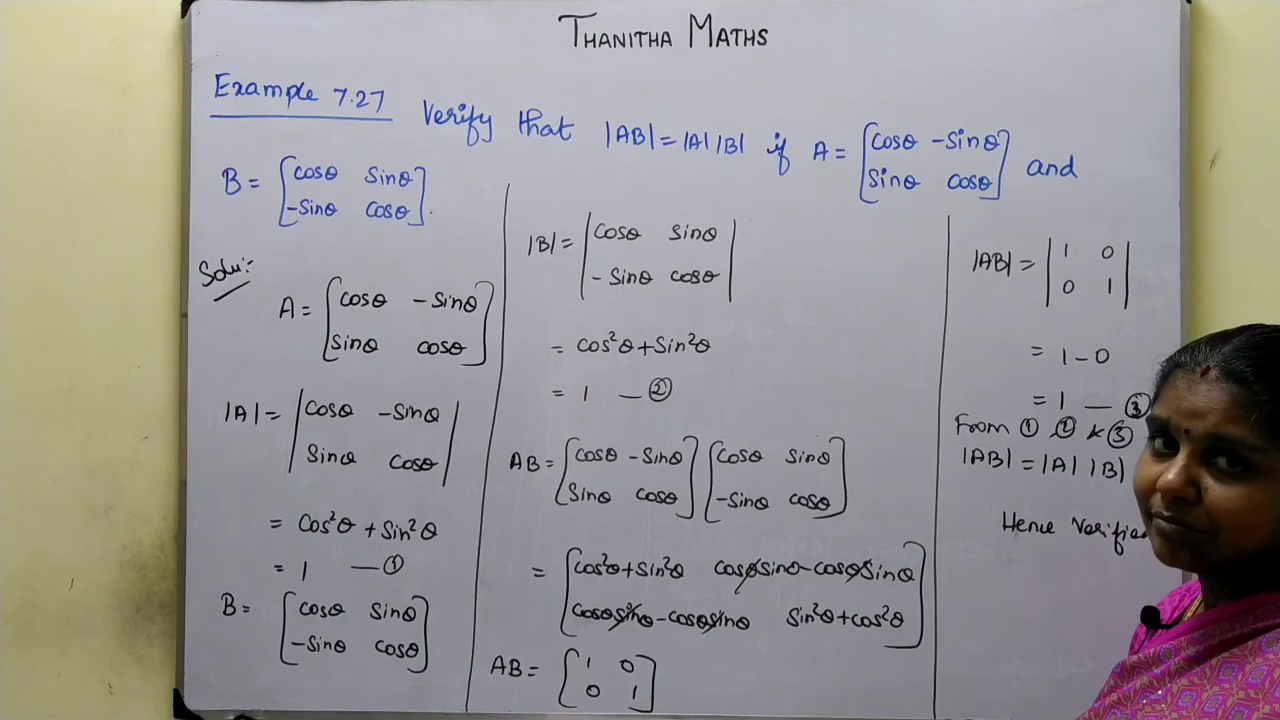 THANITHA MATHS
Example 7.27 Verify that |AB| = |A| |B| if A = [cosθ -Sinθ
Sinθ cosθ] and
B = [cosθ Sinθ
-Sinθ cosθ].
Solu:-
A = [cosθ -Sinθ
Sinθ cosθ]
|A| = |cosθ -Sinθ
Sinθ cosθ|
= cos²θ + Sin²θ
= 1 — ①
B = [cosθ Sinθ
-Sinθ cosθ]
|B| = |cosθ Sinθ
-Sinθ cosθ|
= cos²θ + Sin²θ
= 1 — ②
AB = [cosθ -Sinθ
Sinθ cosθ] [cosθ Sinθ
-Sinθ cosθ]
= [cos²θ+Sin²θ cosθSinθ-cosθSinθ
cosθSinθ-cosθSinθ Sin²θ+cos²θ]
AB = [1 0
0 1]
|AB| = |1 0
0 1|
= 1 - 0
= 1 — ③
From ① ② & ③
|AB| = |A| |B|
Hence